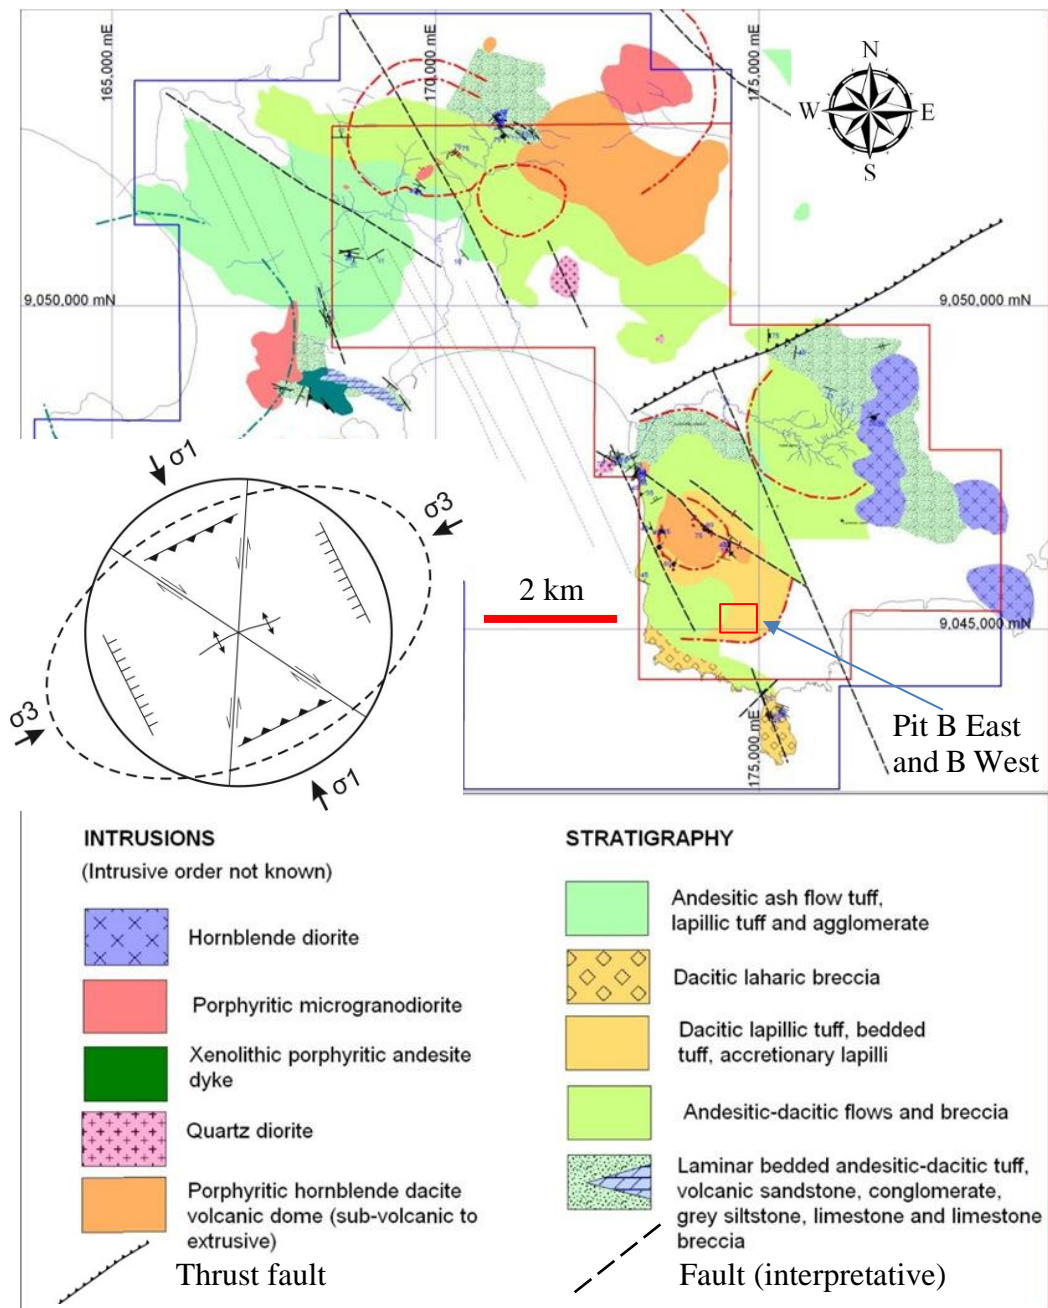 165,000 mE
170,000 mE
175,000 mE
N
W
E
S
9,050,000 mN
9,050,000 mN
σ1
σ3
2 km
9,045,000 mN
σ3
σ1
175,000 mE
Pit B East
and B West
INTRUSIONS
(Intrusive order not known)
Hornblende diorite
Porphyritic microgranodiorite
Xenolithic porphyritic andesite
dyke
Quartz diorite
Porphyritic hornblende dacite
volcanic dome (sub-volcanic to
extrusive)
Thrust fault
STRATIGRAPHY
Andesitic ash flow tuff,
lapillic tuff and agglomerate
Dacitic laharic breccia
Dacitic lapillic tuff, bedded
tuff, accretionary lapilli
Andesitic-dacitic flows and breccia
Laminar bedded andesitic-dacitic tuff,
volcanic sandstone, conglomerate,
grey siltstone, limestone and limestone
breccia
Fault (interpretative)